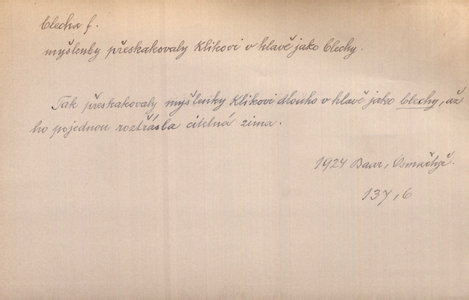 blecha f.
myšlenky přeskakovaly Klikovi v hlavě jako blechy.
Tak přeskakovaly myšlenky Klikovi dlouho v hlavě jako blechy, až
ho pojednou roztřásla citelná zima.
1924 Baar, Osmačtyř.
137, 6